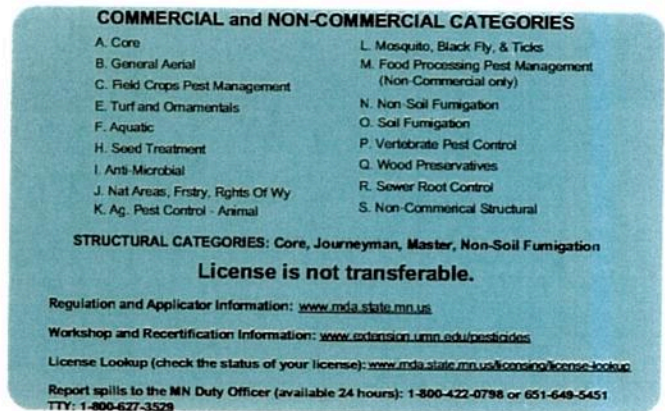 COMMERCIAL and NON-COMMERCIAL CATEGORIES
A. Core
B. General Aerial
C. Field Crops Pest Management
E. Turf and Ornamentals
F. Aquatic
H. Seed Treatment
I. Anti-Microbial
J. Nat Areas, Frstry, Rghts Of Wy
K. Ag. Pest Control - Animal
L. Mosquito, Black Fly, & Ticks
M. Food Processing Pest Management
(Non-Commercial only)
N. Non-Soil Fumigation
O. Soil Fumigation
P. Vertebrate Pest Control
Q. Wood Preservatives
R. Sewer Root Control
S. Non-Commerical Structural
STRUCTURAL CATEGORIES: Core, Journeyman, Master, Non-Soil Fumigation
License is not transferable.
Regulation and Applicator Information: www.mda.state.mn.us
Workshop and Recertification Information: www.extension.umn.edu/pesticides
License Lookup (check the status of your license): www.mda.state.mn.us/licensing/license-lookup
Report spills to the MN Duty Officer (available 24 hours): 1-800-422-0798 or 651-649-5451
TTY: 1-800-627-3529